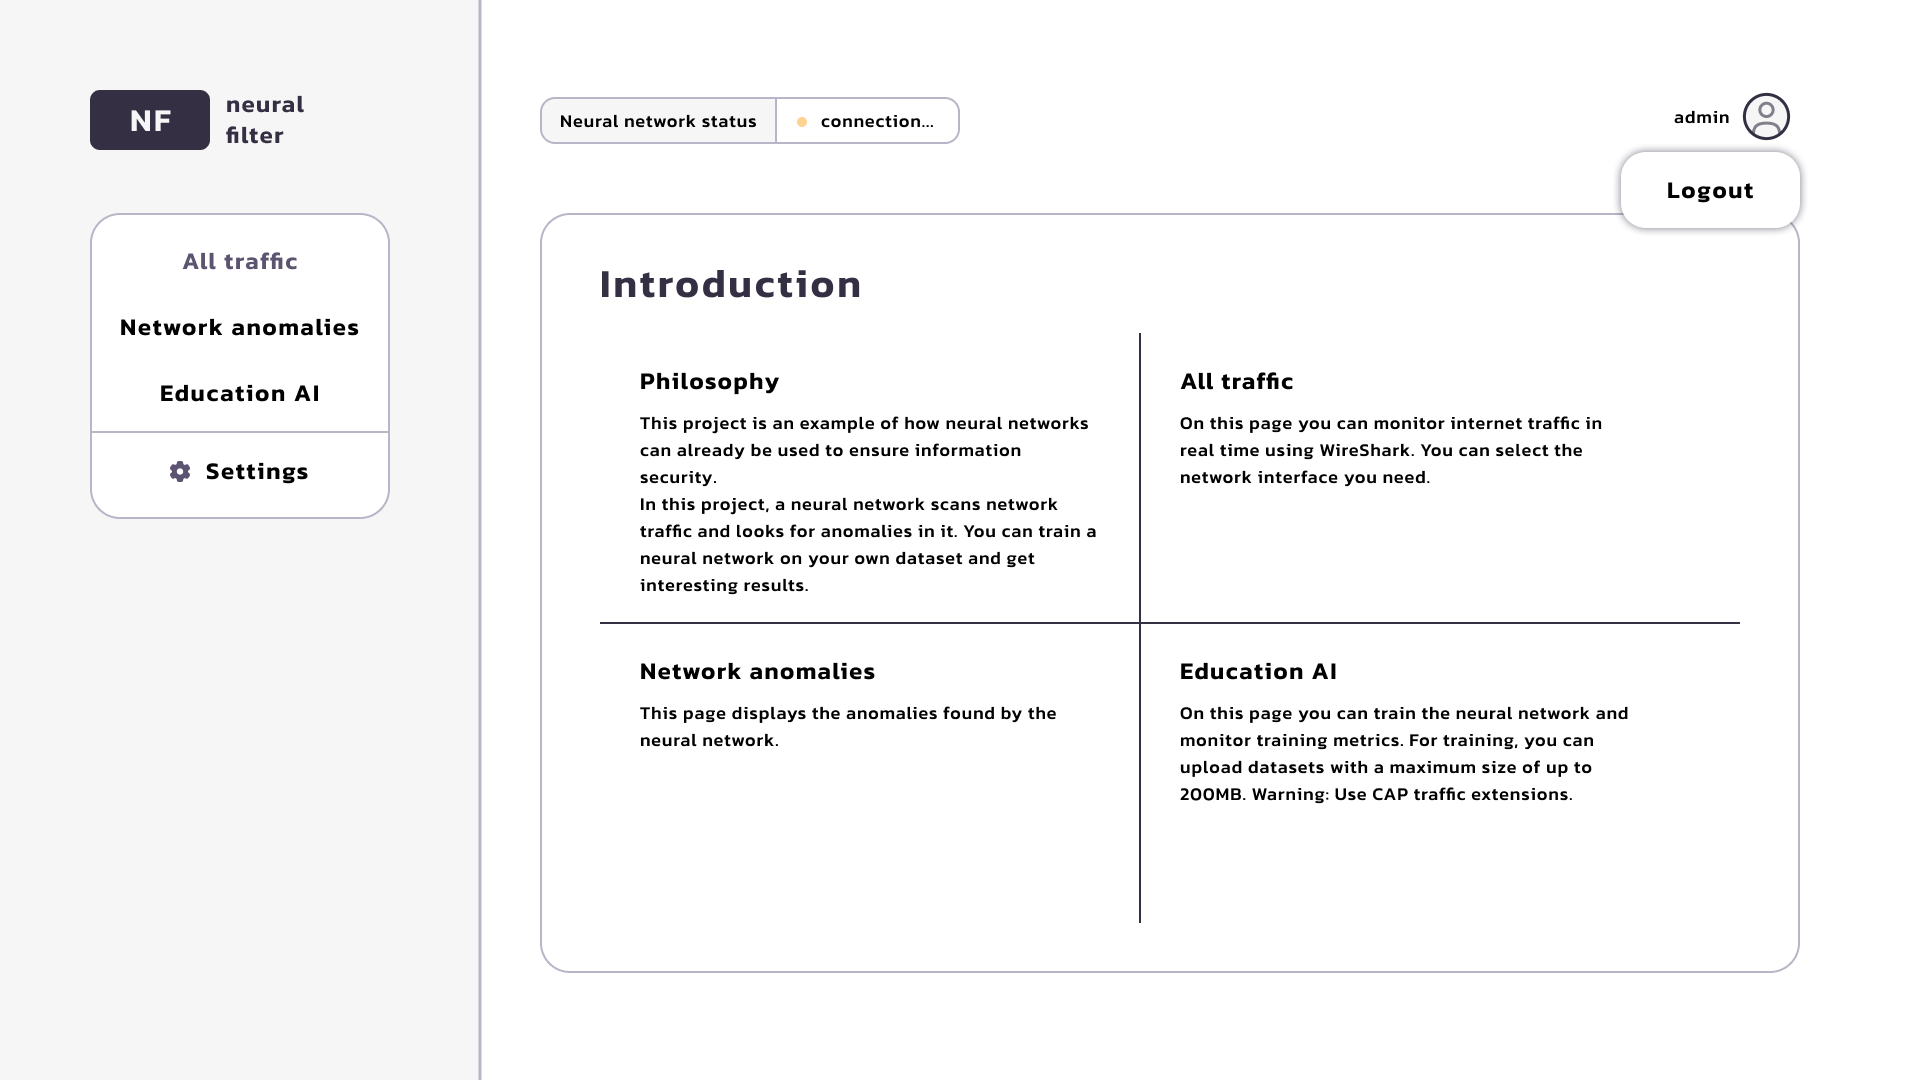 NF
neural
filter
All traffic
Network anomalies
Education AI
Settings
Neural network status
connection...
admin
Logout
Introduction
Philosophy
This project is an example of how neural networks
can already be used to ensure information
security.
In this project, a neural network scans network
traffic and looks for anomalies in it. You can train a
neural network on your own dataset and get
interesting results.
All traffic
On this page you can monitor internet traffic in
real time using WireShark. You can select the
network interface you need.
Network anomalies
This page displays the anomalies found by the
neural network.
Education AI
On this page you can train the neural network and
monitor training metrics. For training, you can
upload datasets with a maximum size of up to
200MB. Warning: Use CAP traffic extensions.